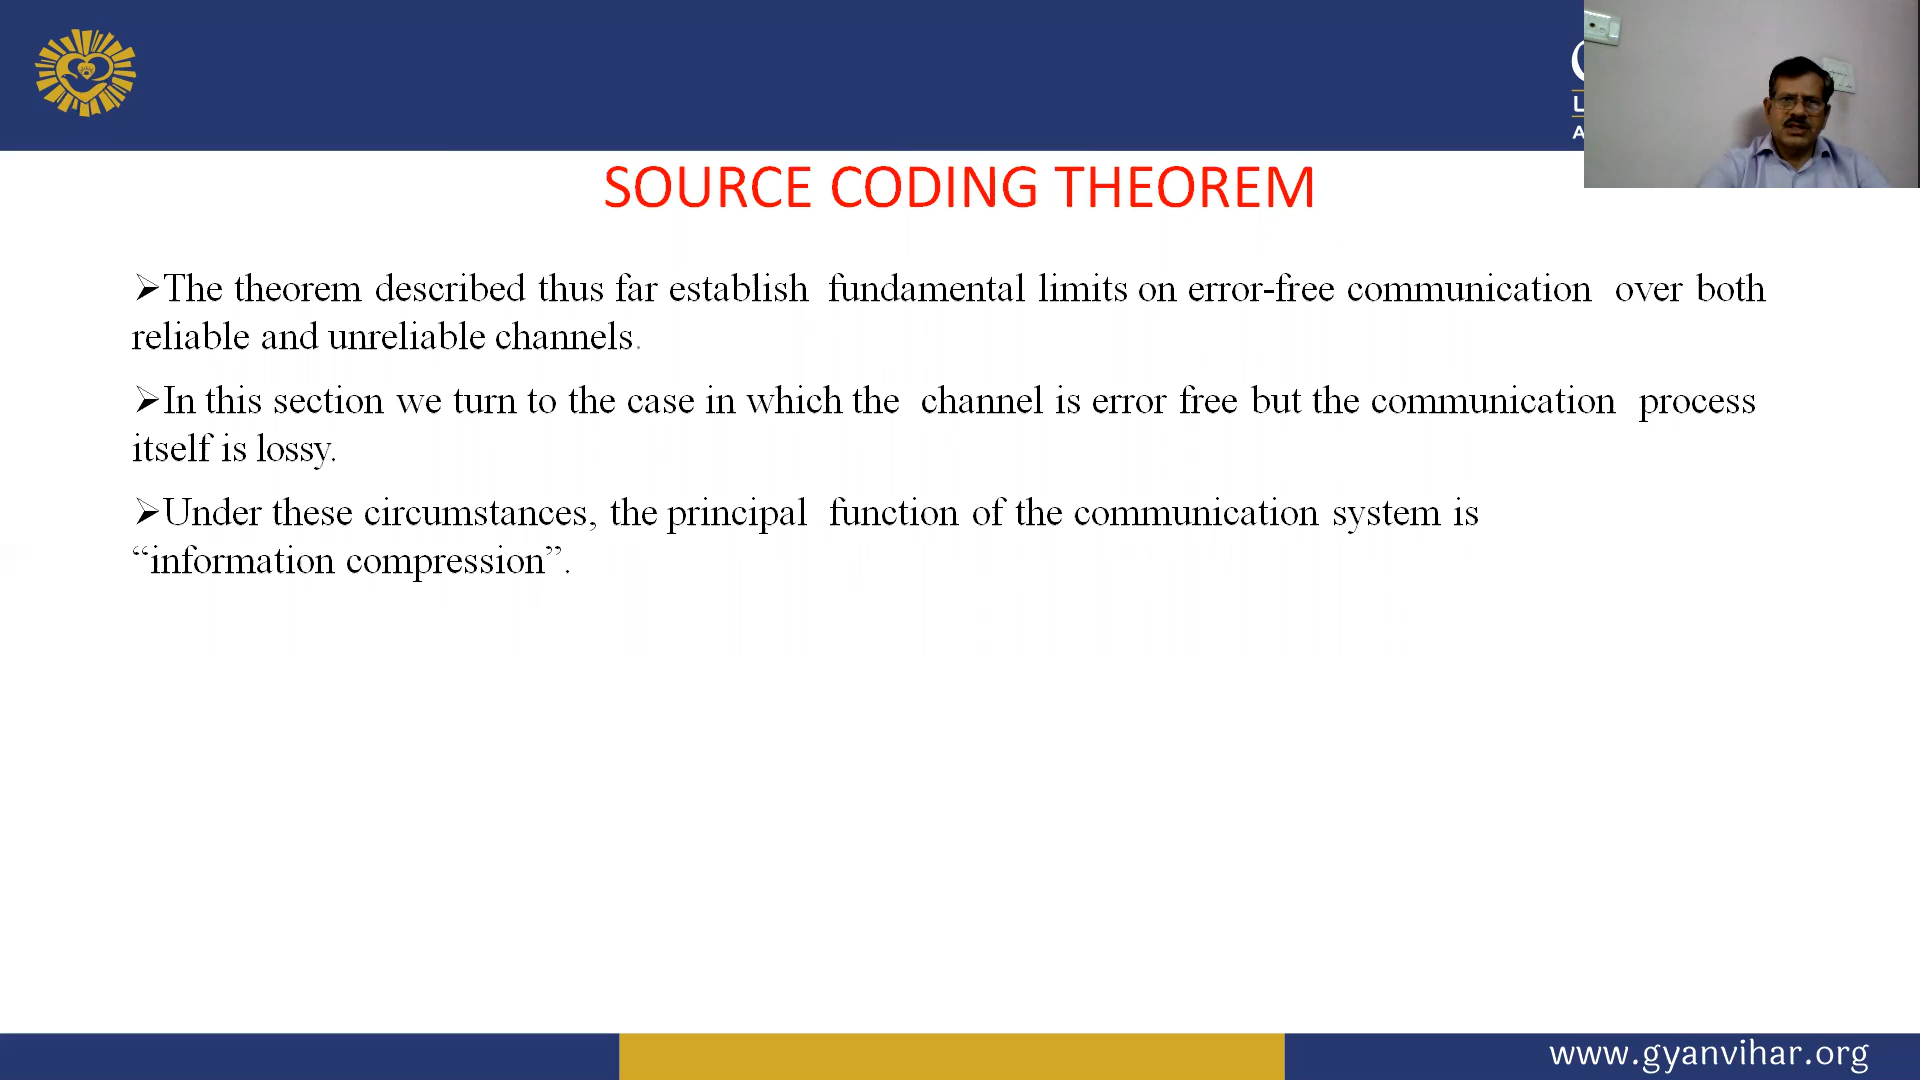 SOURCE CODING THEOREM
➢The theorem described thus far establish fundamental limits on error-free communication over both
reliable and unreliable channels.
➢In this section we turn to the case in which the channel is error free but the communication process
itself is lossy.
➢Under these circumstances, the principal function of the communication system is
“information compression”.
www.gyanvihar.org